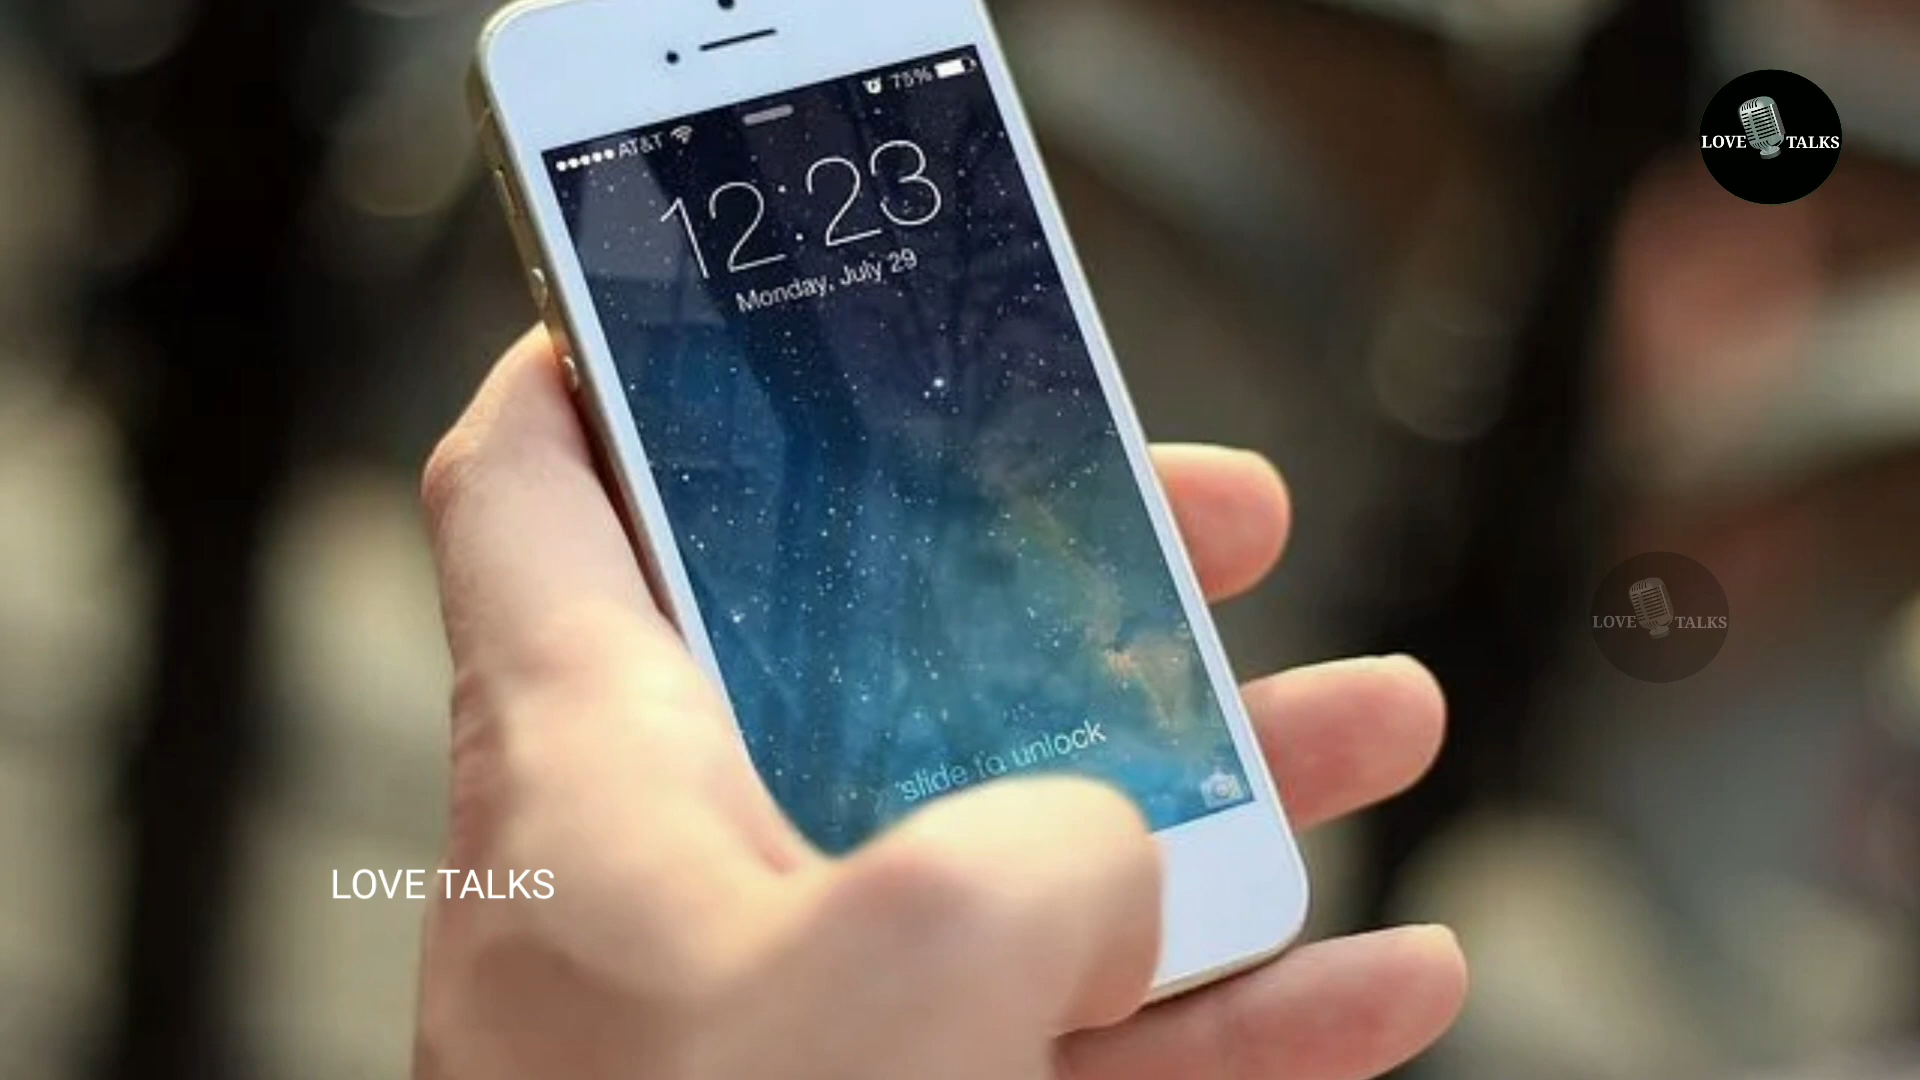 AT&T 75%
12:23
Monday, July 29
slide to unlock
LOVE TALKS
LOVE TALKS
LOVE TALKS